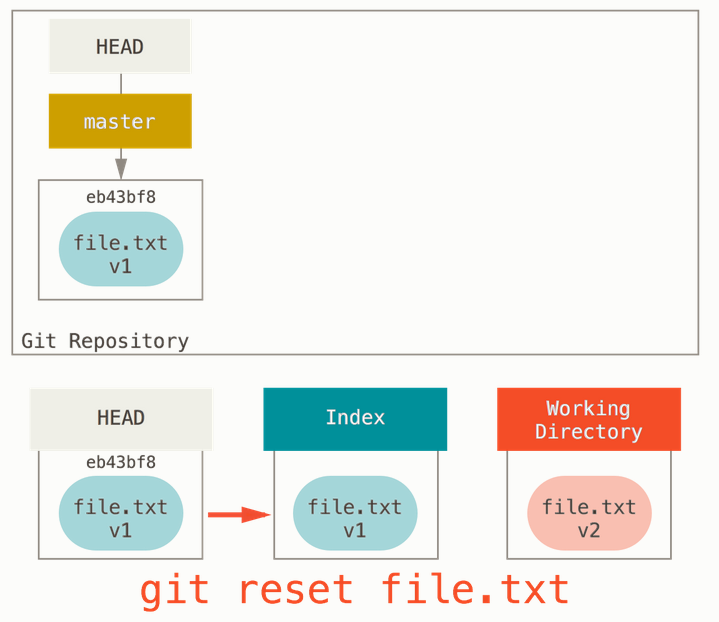 HEAD
master
eb43bf8
file.txt
v1
Git Repository
HEAD
Index
Working
Directory
eb43bf8
file.txt
v1
file.txt
v1
file.txt
v2
git reset file.txt